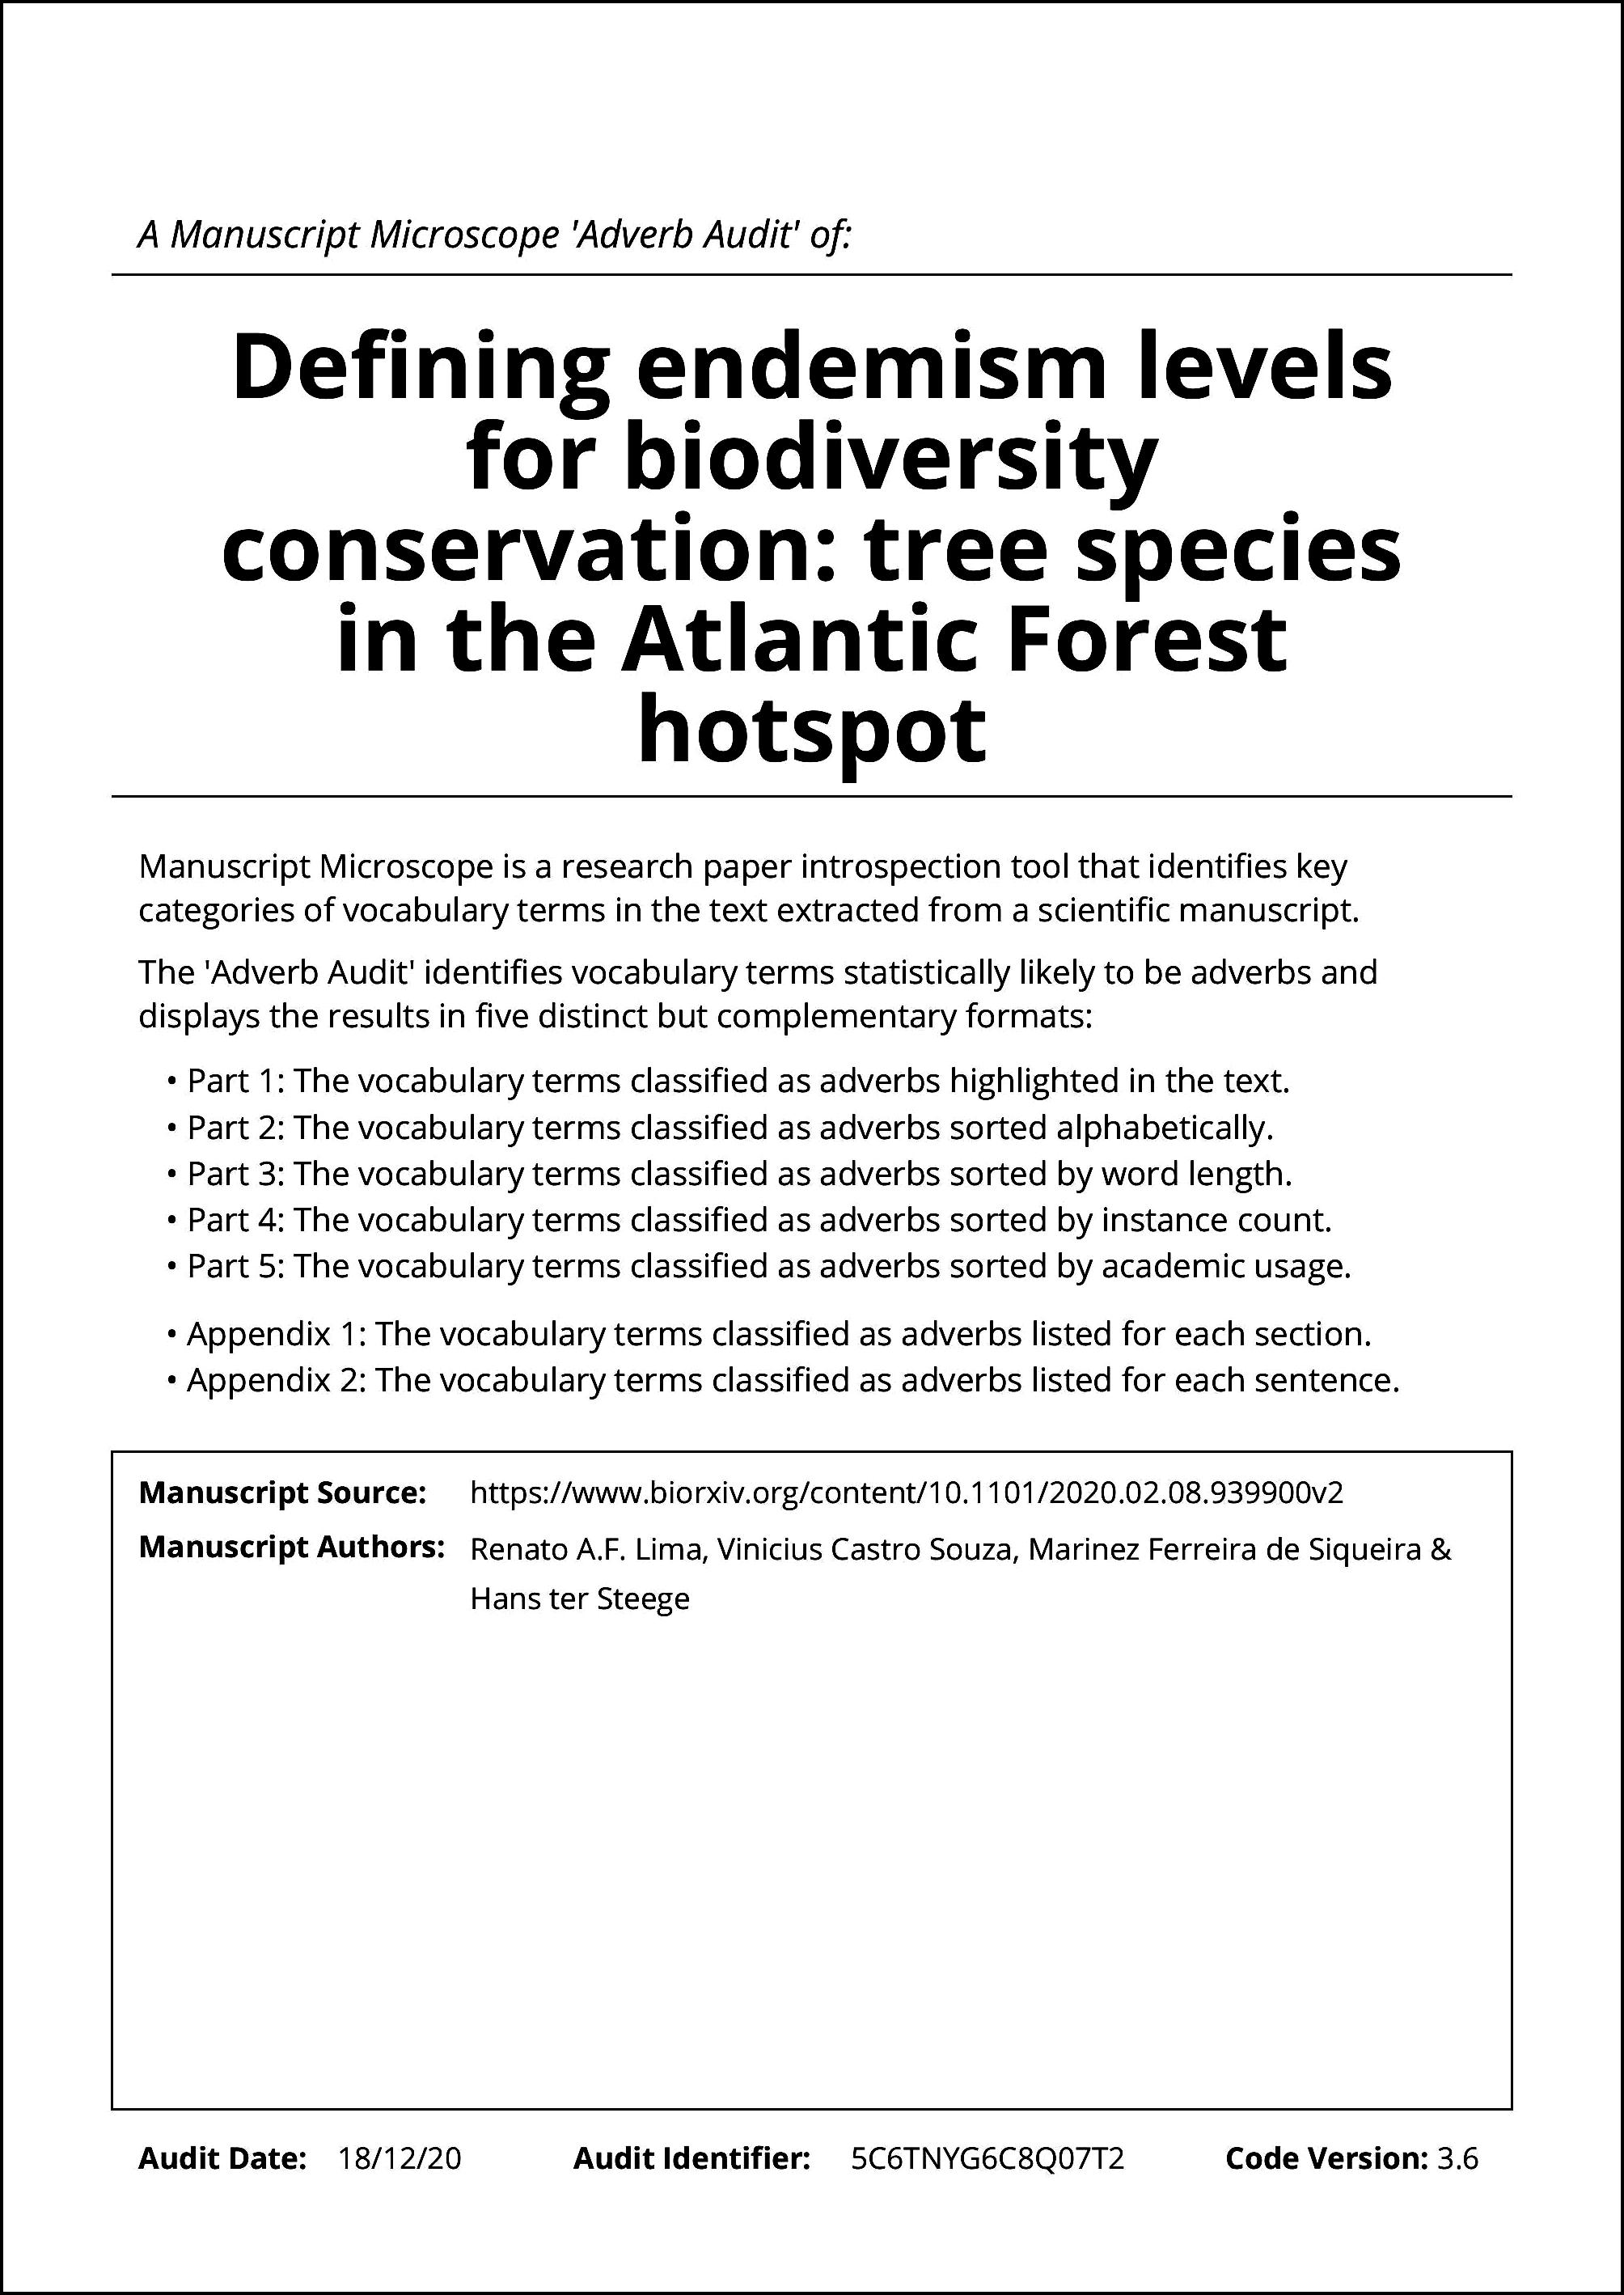 A Manuscript Microscope 'Adverb Audit' of:
Defining endemism levels
for biodiversity
conservation: tree species
in the Atlantic Forest
hotspot
Manuscript Microscope is a research paper introspection tool that identifies key
categories of vocabulary terms in the text extracted from a scientific manuscript.
The 'Adverb Audit' identifies vocabulary terms statistically likely to be adverbs and
displays the results in five distinct but complementary formats:
• Part 1: The vocabulary terms classified as adverbs highlighted in the text.
• Part 2: The vocabulary terms classified as adverbs sorted alphabetically.
• Part 3: The vocabulary terms classified as adverbs sorted by word length.
• Part 4: The vocabulary terms classified as adverbs sorted by instance count.
• Part 5: The vocabulary terms classified as adverbs sorted by academic usage.
• Appendix 1: The vocabulary terms classified as adverbs listed for each section.
• Appendix 2: The vocabulary terms classified as adverbs listed for each sentence.
Manuscript Source: https://www.biorxiv.org/content/10.1101/2020.02.08.939900v2
Manuscript Authors: Renato A.F. Lima, Vinicius Castro Souza, Marinez Ferreira de Siqueira &
Hans ter Steege
Audit Date: 18/12/20 Audit Identifier: 5C6TNYG6C8Q07T2 Code Version: 3.6